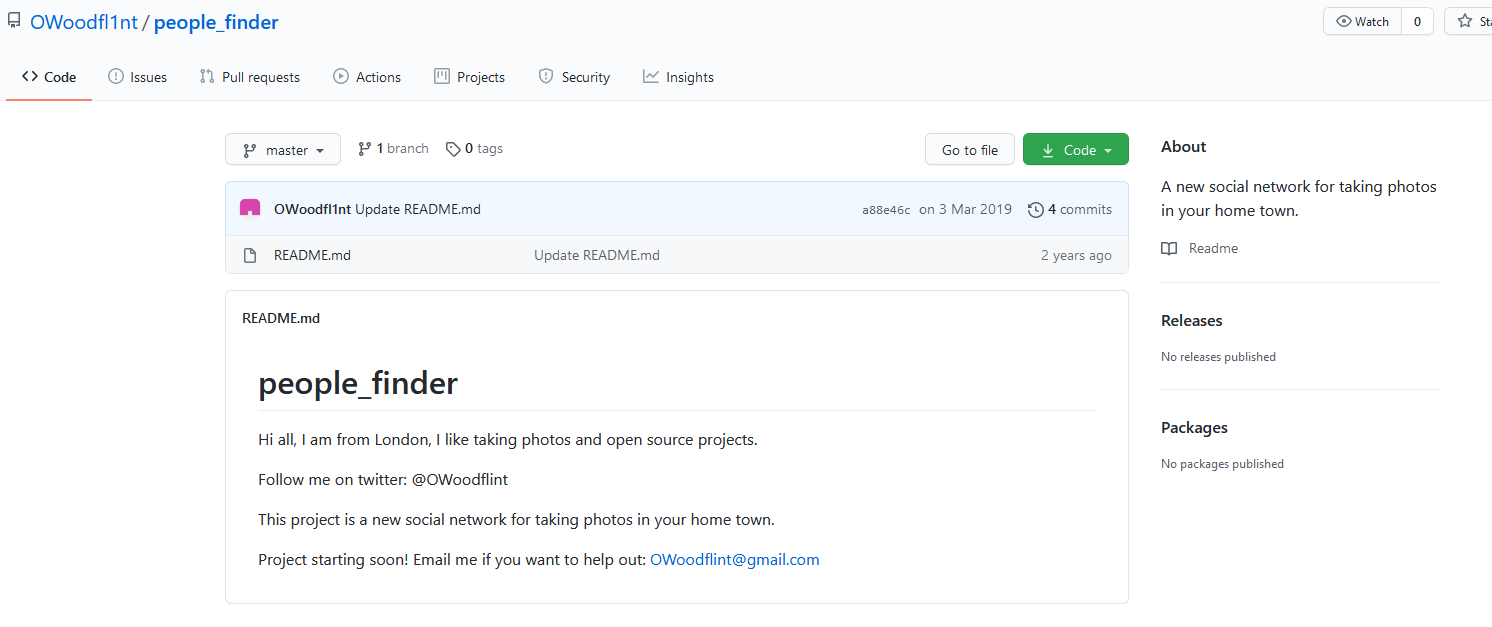 OWoodfl1nt / people_finder
Watch 0
Code Issues Pull requests Actions Projects Security Insights
master 1 branch 0 tags Go to file Code
OWoodfl1nt Update README.md a88e46c on 3 Mar 2019 4 commits
README.md Update README.md 2 years ago
README.md
people_finder
Hi all, I am from London, I like taking photos and open source projects.
Follow me on twitter: @OWoodflint
This project is a new social network for taking photos in your home town.
Project starting soon! Email me if you want to help out: OWoodflint@gmail.com
About
A new social network for taking photos
in your home town.
Readme
Releases
No releases published
Packages
No packages published